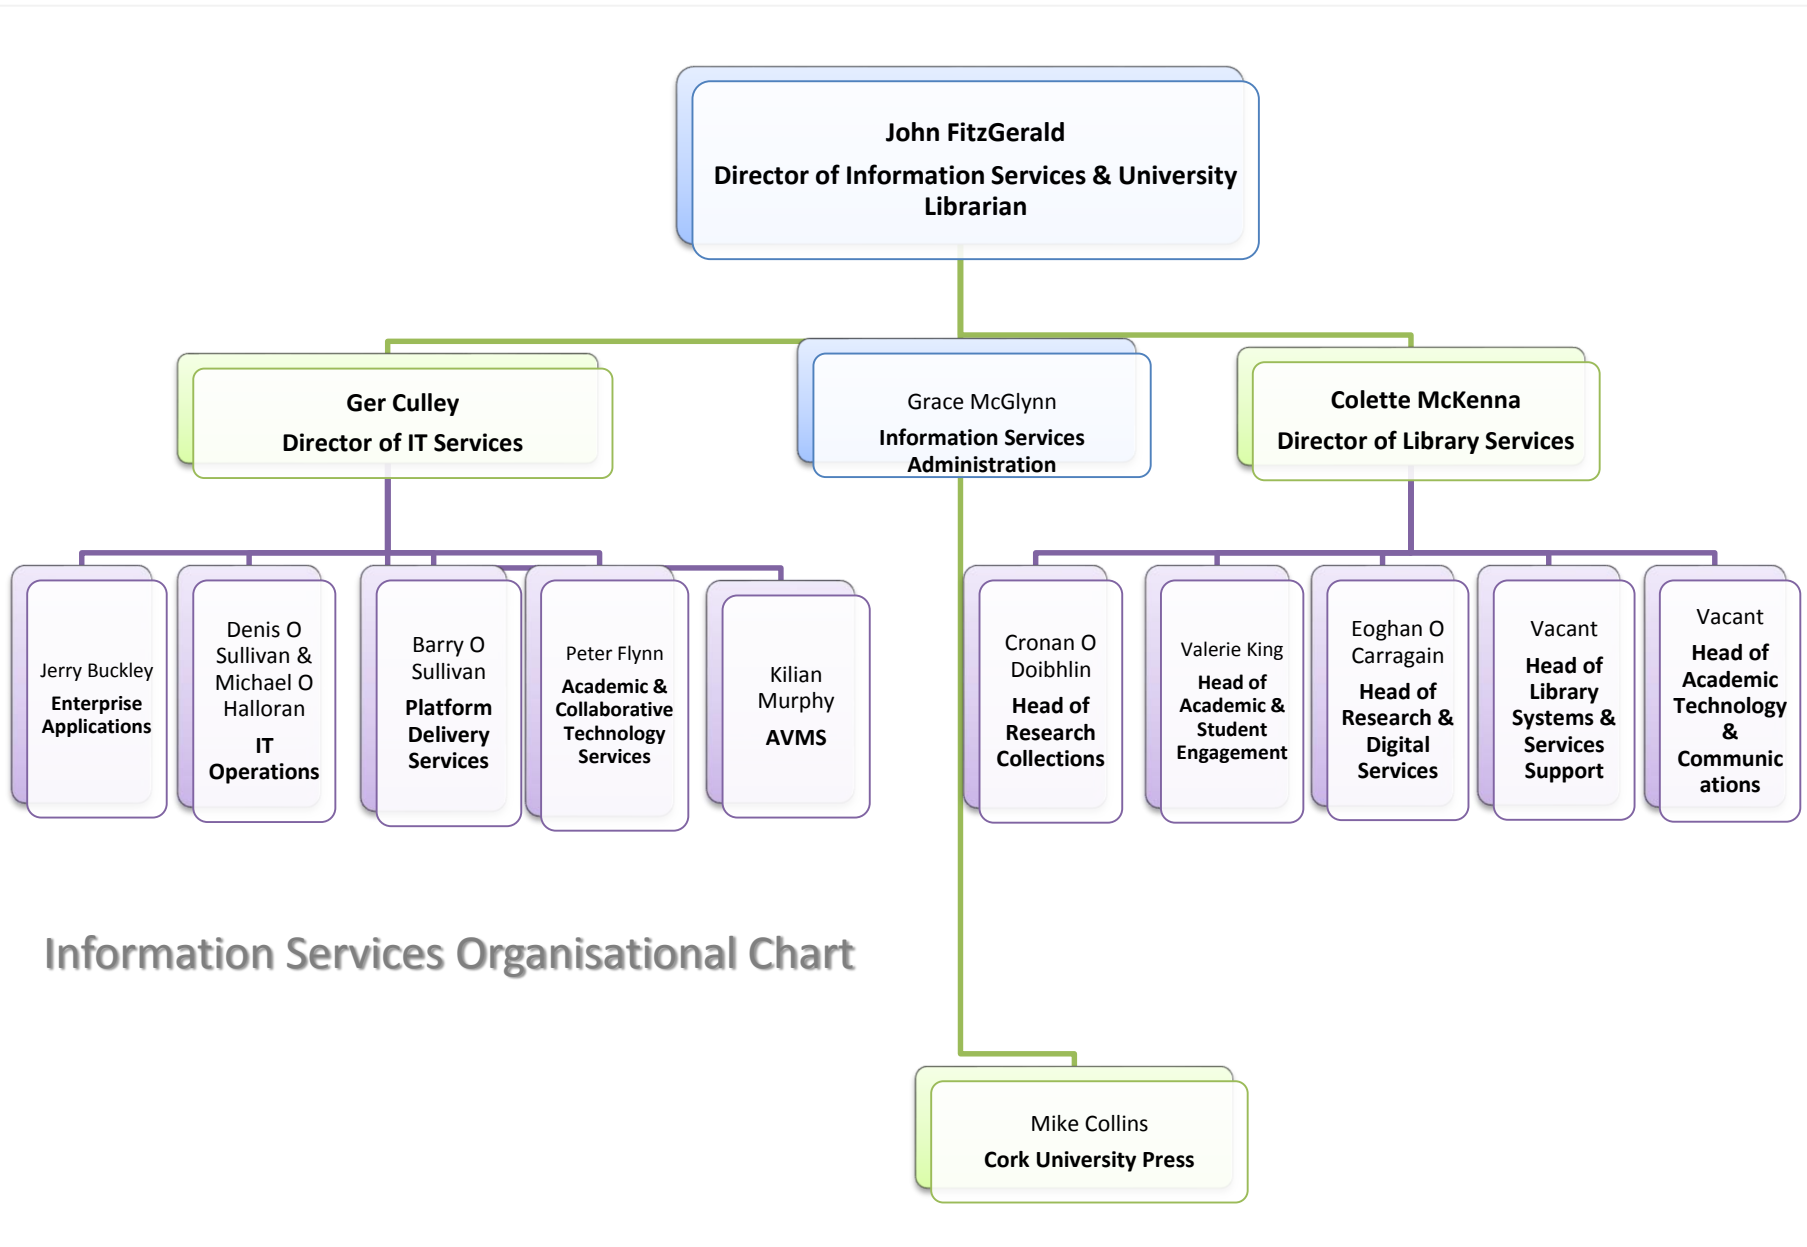 John FitzGerald
Director of Information Services & University
Librarian
Ger Culley
Director of IT Services
Grace McGlynn
Information Services
Administration
Colette McKenna
Director of Library Services
Jerry Buckley
Enterprise
Applications
Denis O
Sullivan &
Michael O
Halloran
IT
Operations
Barry O
Sullivan
Platform
Delivery
Services
Peter Flynn
Academic &
Collaborative
Technology
Services
Kilian
Murphy
AVMS
Cronan O
Doibhlin
Head of
Research
Collections
Valerie King
Head of
Academic &
Student
Engagement
Eoghan O
Carragain
Head of
Research &
Digital
Services
Vacant
Head of
Library
Systems &
Services
Support
Vacant
Head of
Academic
Technology
&
Communic
ations
Information Services Organisational Chart
Mike Collins
Cork University Press